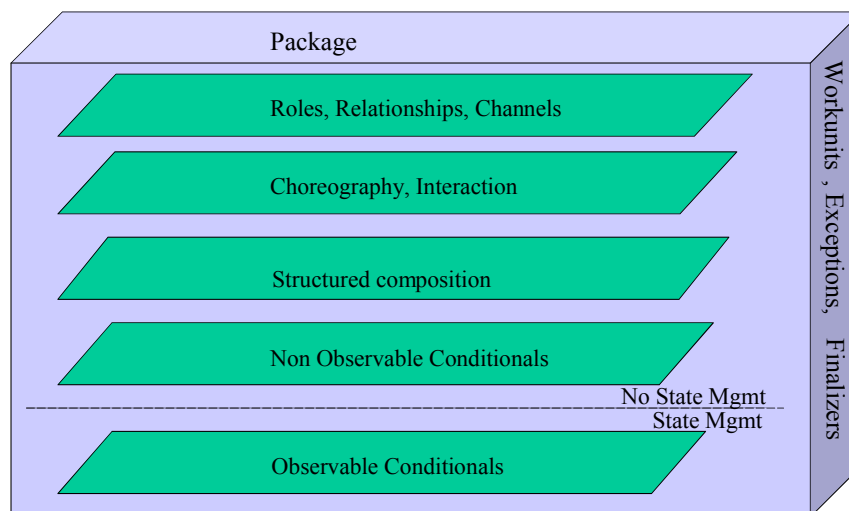 Package
Roles, Relationships, Channels
Choreography, Interaction
Structured composition
Non Observable Conditionals
No State Mgmt
State Mgmt
Observable Conditionals
Workunits , Exceptions, Finalizers